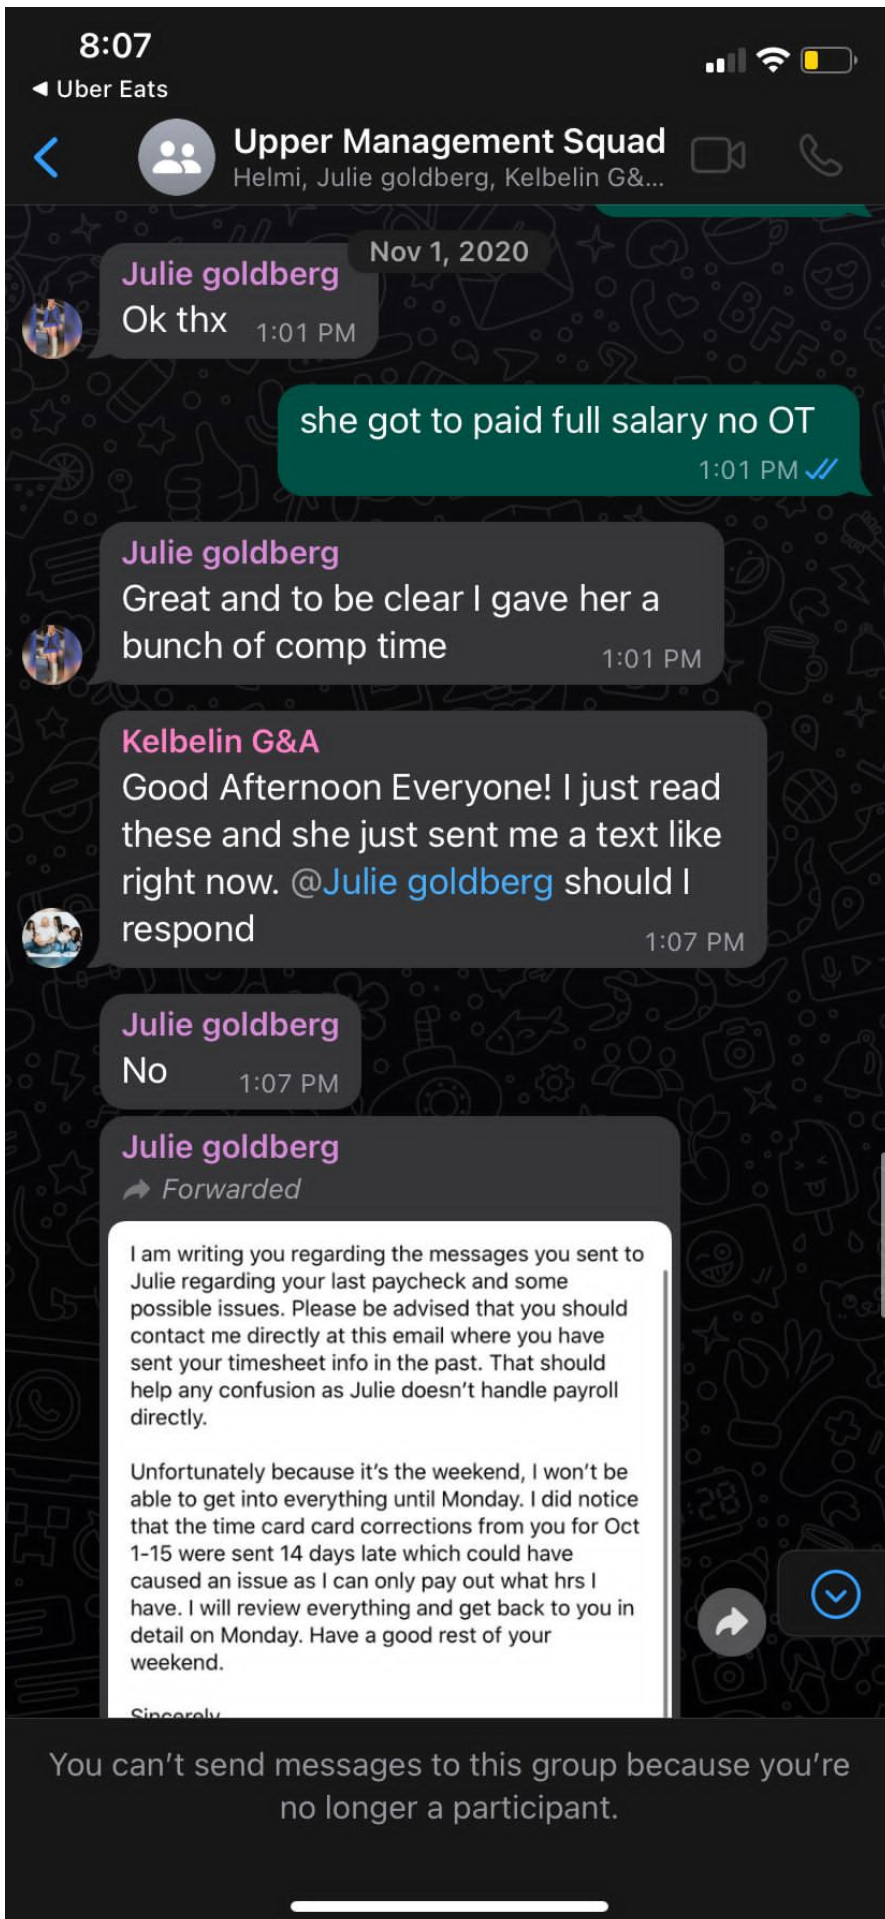 8:07
◀ Uber Eats
Upper Management Squad
Helmi, Julie goldberg, Kelbelin G&...
Nov 1, 2020
Julie goldberg
Ok thx 1:01 PM
she got to paid full salary no OT
1:01 PM
Julie goldberg
Great and to be clear I gave her a
bunch of comp time 1:01 PM
Kelbelin G&A
Good Afternoon Everyone! I just read
these and she just sent me a text like
right now. @Julie goldberg should I
respond 1:07 PM
Julie goldberg
No 1:07 PM
Julie goldberg
Forwarded
I am writing you regarding the messages you sent to
Julie regarding your last paycheck and some
possible issues. Please be advised that you should
contact me directly at this email where you have
sent your timesheet info in the past. That should
help any confusion as Julie doesn't handle payroll
directly.
Unfortunately because it's the weekend, I won't be
able to get into everything until Monday. I did notice
that the time card card corrections from you for Oct
1-15 were sent 14 days late which could have
caused an issue as I can only pay out what hrs I
have. I will review everything and get back to you in
detail on Monday. Have a good rest of your
weekend.
Sincerely
You can't send messages to this group because you're
no longer a participant.